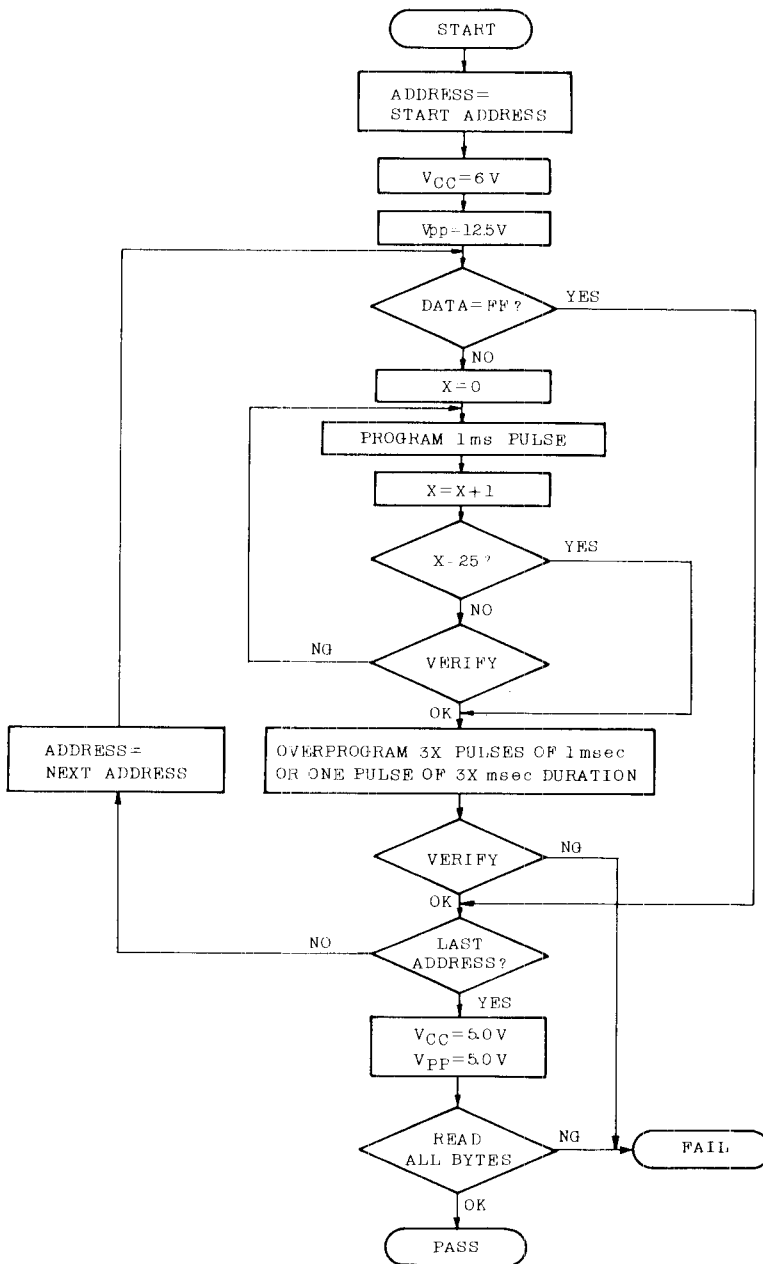 START
ADDRESS=
START ADDRESS
VCC=6V
Vpp=12.5V
DATA=FF?
YES
NO
X=0
PROGRAM 1ms PULSE
X=X+1
X-25?
YES
NO
NG
VERIFY
OK
ADDRESS=
NEXT ADDRESS
OVERPROGRAM 3X PULSES OF 1msec
OR ONE PULSE OF 3X msec DURATION
VERIFY
NG
OK
NO
LAST
ADDRESS?
YES
VCC=5.0V
VPP=5.0V
READ
ALL BYTES
NG
FAIL
OK
PASS